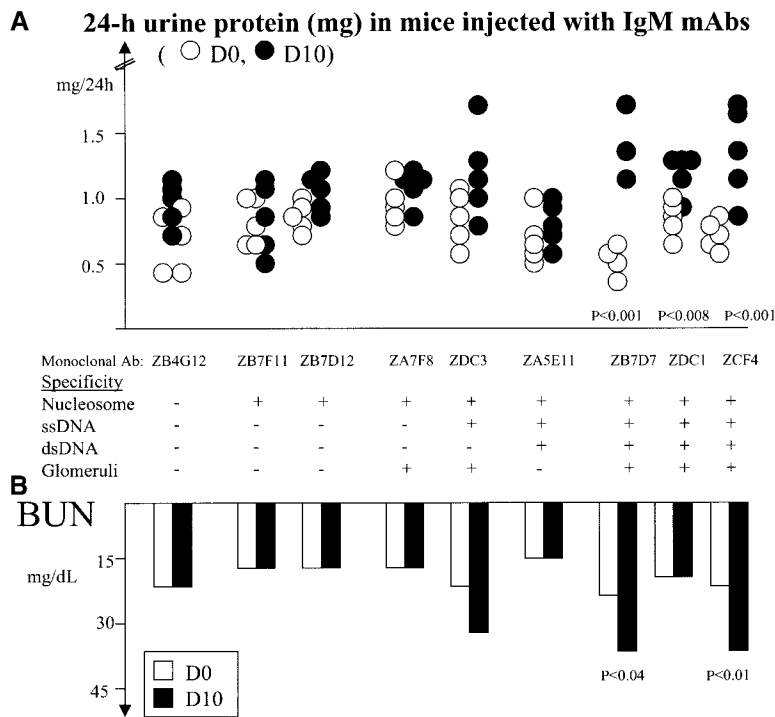 A
24-h urine protein (mg) in mice injected with IgM mAbs
( D0, D10)
mg/24h
1.5
1.0
0.5
P<0.001 P<0.008 P<0.001
Monoclonal Ab: ZB4G12 ZB7F11 ZB7D12 ZA7F8 ZDC3 ZA5E11 ZB7D7 ZDC1 ZCF4
Specificity
Nucleosome - + + + + + + + +
ssDNA - - - - + + + + +
dsDNA - - - - - + + + +
Glomeruli - - - + + - + + +
B
BUN
15
mg/dL
30
45
P<0.04 P<0.01
D0
D10